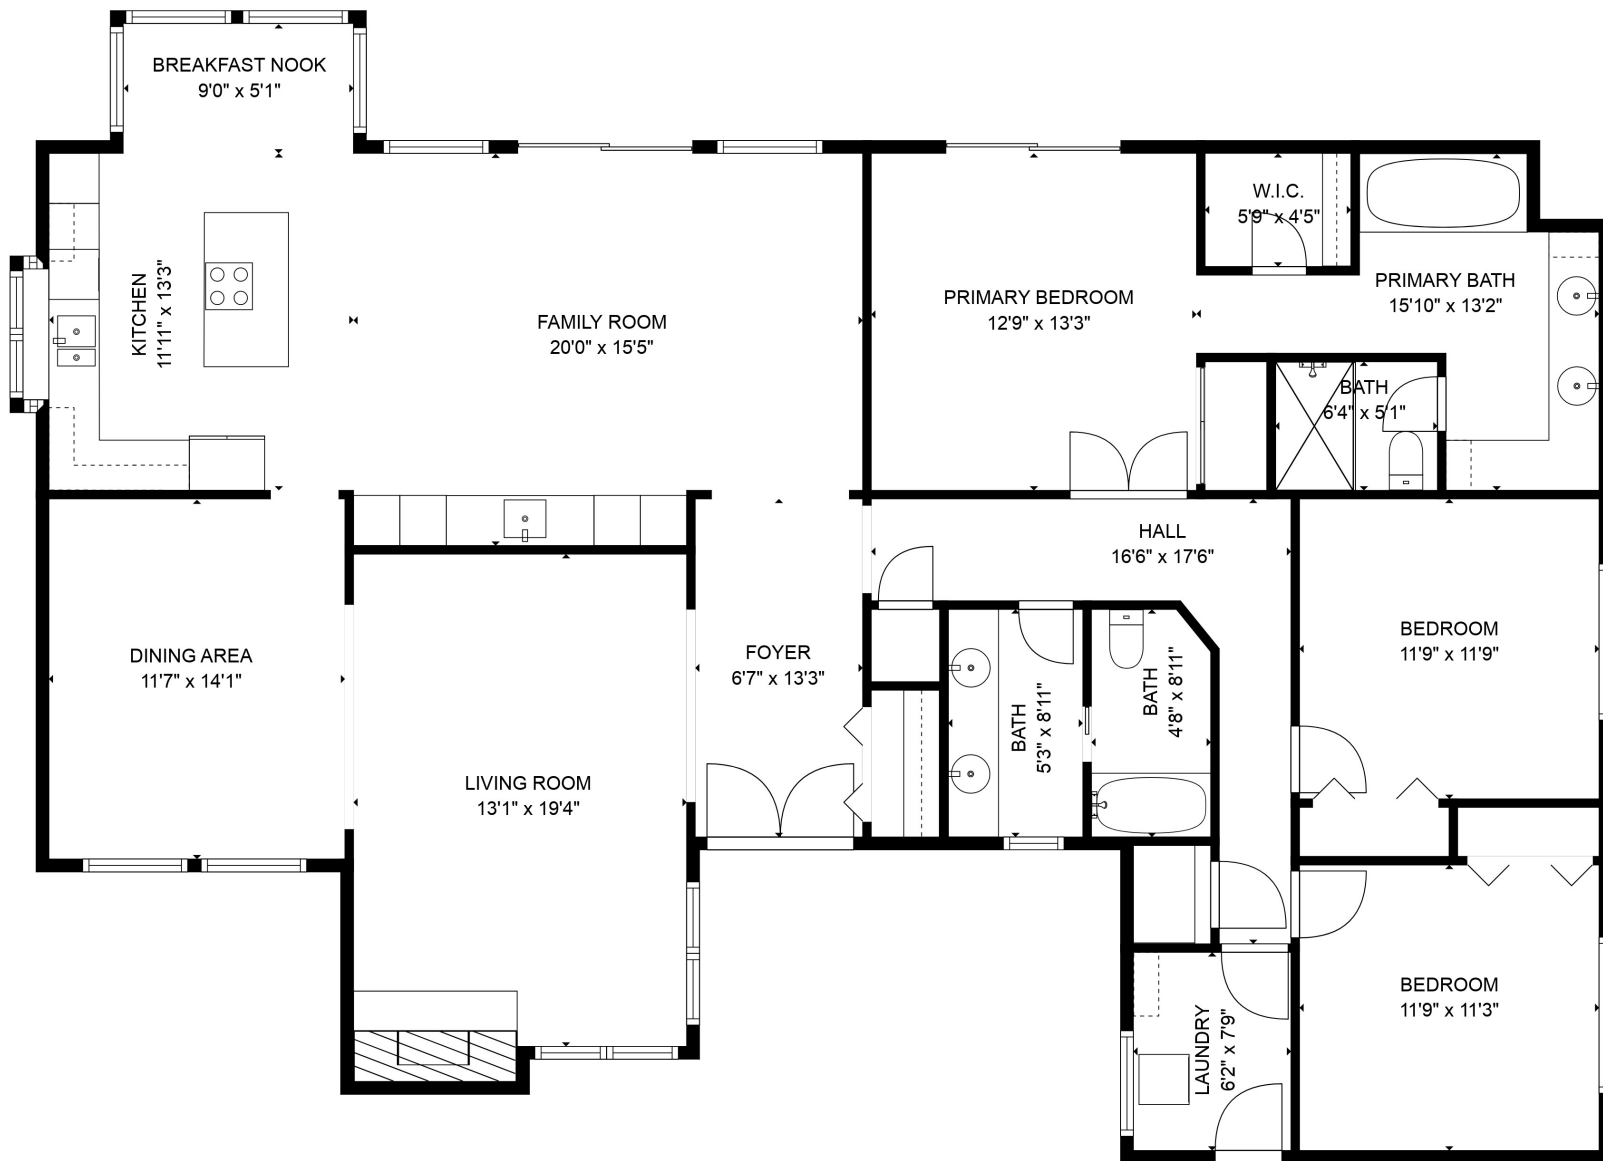 BREAKFAST NOOK
9'0" x 5'1"
W.I.C.
5'9" x 4'5"
KITCHEN
11'11" x 13'3"
FAMILY ROOM
20'0" x 15'5"
PRIMARY BEDROOM
12'9" x 13'3"
PRIMARY BATH
15'10" x 13'2"
BATH
6'4" x 5'1"
HALL
16'6" x 17'6"
DINING AREA
11'7" x 14'1"
FOYER
6'7" x 13'3"
BEDROOM
11'9" x 11'9"
BATH
5'3" x 8'11"
BATH
4'8" x 8'11"
LIVING ROOM
13'1" x 19'4"
LAUNDRY
6'2" x 7'9"
BEDROOM
11'9" x 11'3"